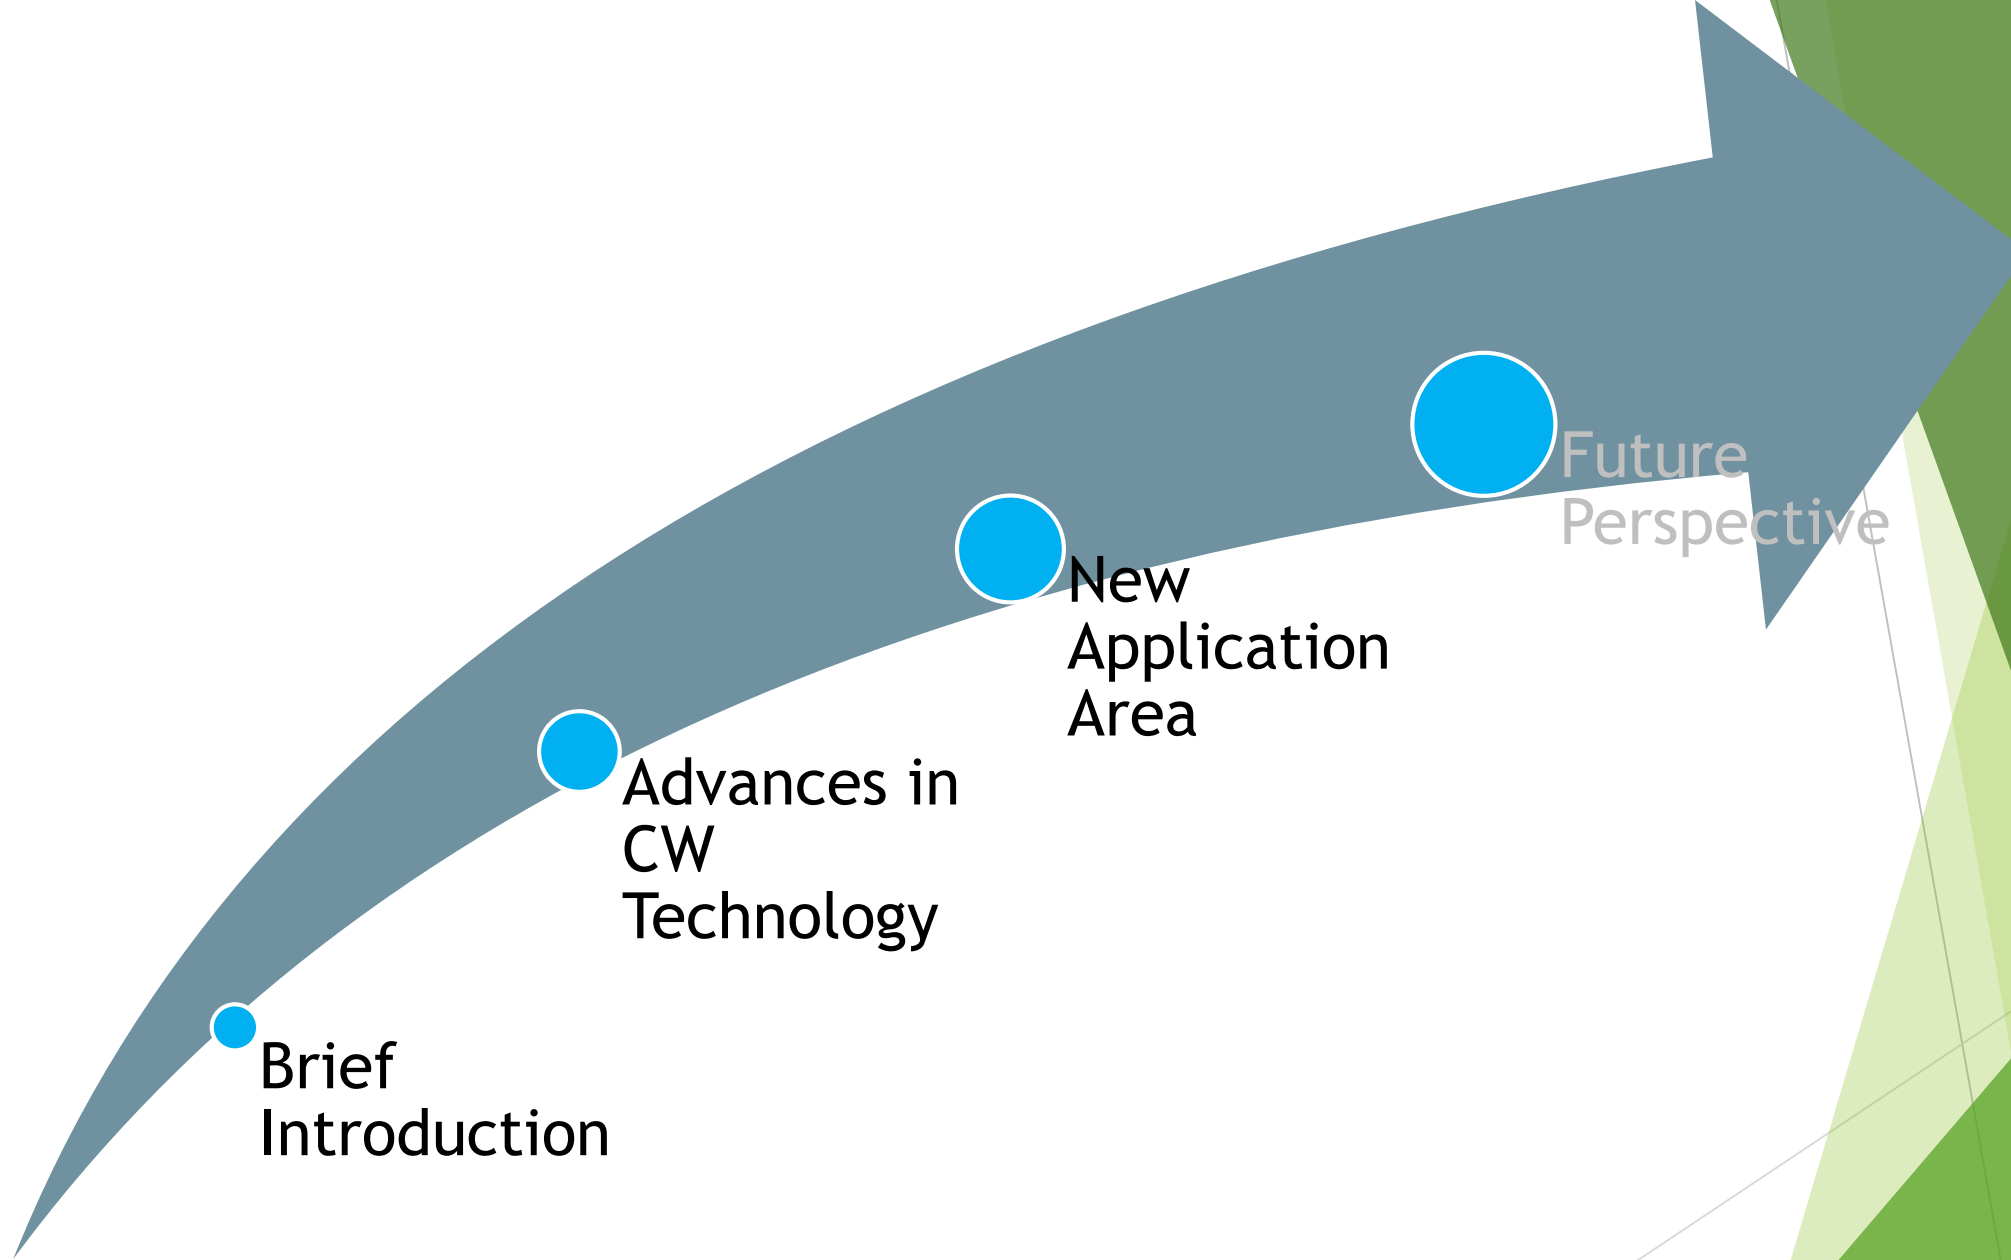 Brief
Introduction
Advances in
CW
Technology
New
Application
Area
Future
Perspective